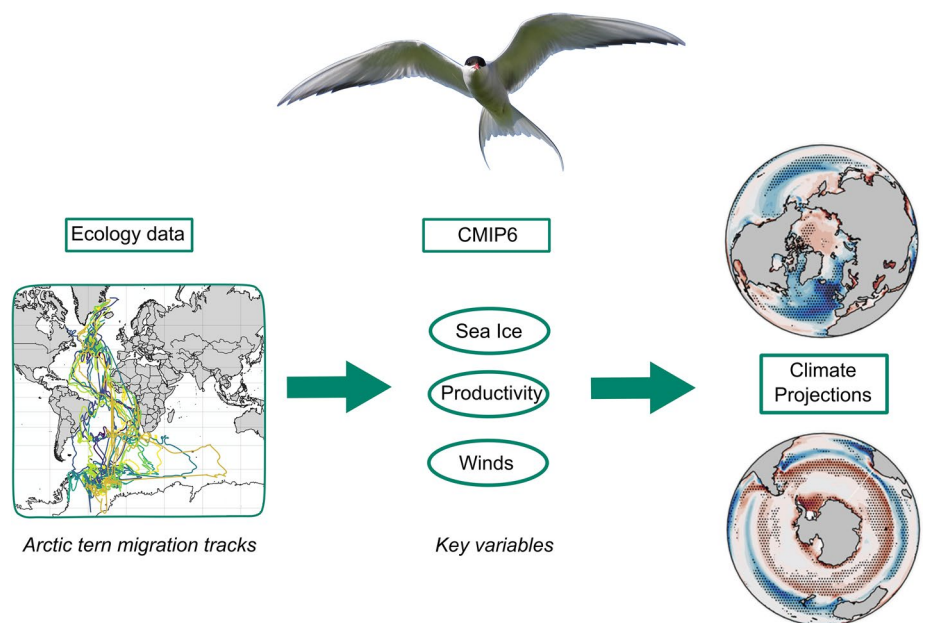 Ecology data
CMIP6
Sea Ice
Productivity
Winds
Climate
Projections
Arctic tern migration tracks
Key variables